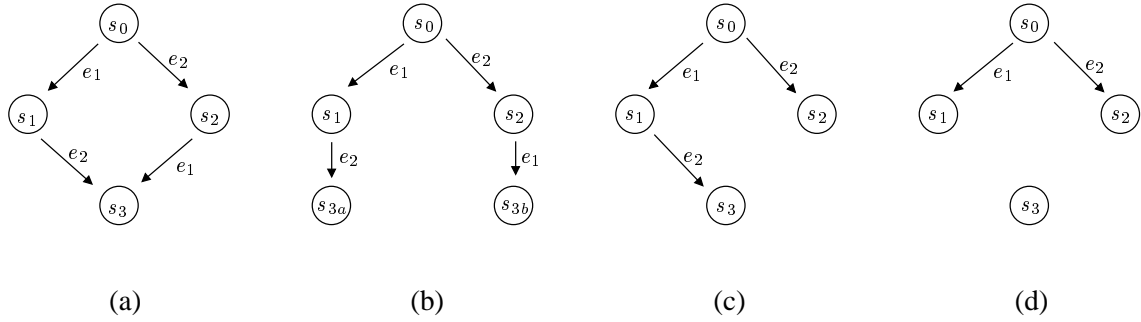 s0 s0 s0 s0
e1 e2 e1 e2 e1 e2 e1 e2
s1 s2 s1 s2 s1 s2 s1 s2
e2 e1 e2 e1 e2
s3 s3a s3b s3 s3
(a) (b) (c) (d)